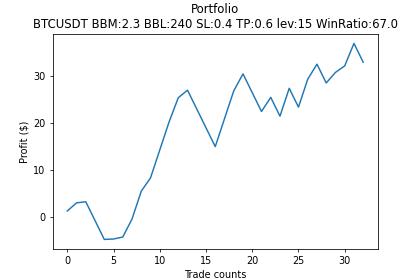 Portfolio
BTCUSDT BBM:2.3 BBL:240 SL:0.4 TP:0.6 lev:15 WinRatio:67.0
30
20
10
0
Profit ($)
0 5 10 15 20 25 30
Trade counts